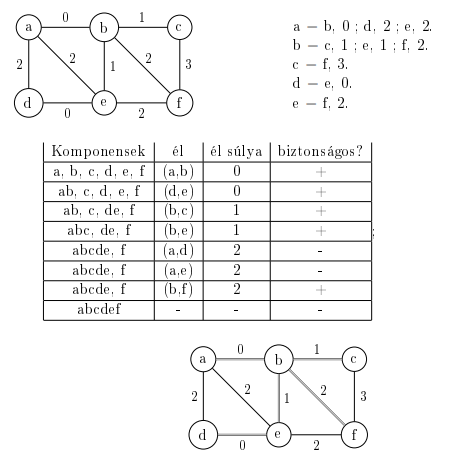 0 1
a b c
2 2 1 2 3
d e f
0 2
a – b, 0 ; d, 2 ; e, 2.
b – c, 1 ; e, 1 ; f, 2.
c – f, 3.
d – e, 0.
e – f, 2.
Komponensek él él súlya biztonságos?
a, b, c, d, e, f (a,b) 0 +
ab, c, d, e, f (d,e) 0 +
ab, c, de, f (b,c) 1 +
abc, de, f (b,e) 1 +
abcde, f (a,d) 2 -
abcde, f (a,e) 2 -
abcde, f (b,f) 2 +
abcdef - - -
;
0 1
a b c
2 2 1 2 3
d e f
0 2